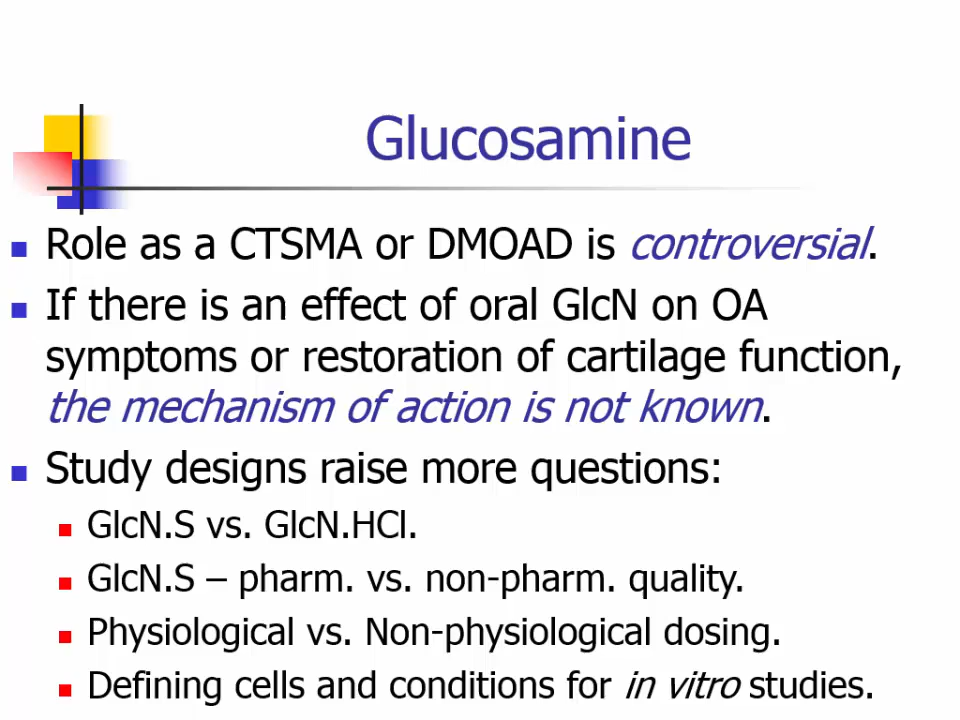 Glucosamine
Role as a CTSMA or DMOAD is controversial.
If there is an effect of oral GlcN on OA
symptoms or restoration of cartilage function,
the mechanism of action is not known.
Study designs raise more questions:
GlcN.S vs. GlcN.HCl.
GlcN.S – pharm. vs. non-pharm. quality.
Physiological vs. Non-physiological dosing.
Defining cells and conditions for in vitro studies.